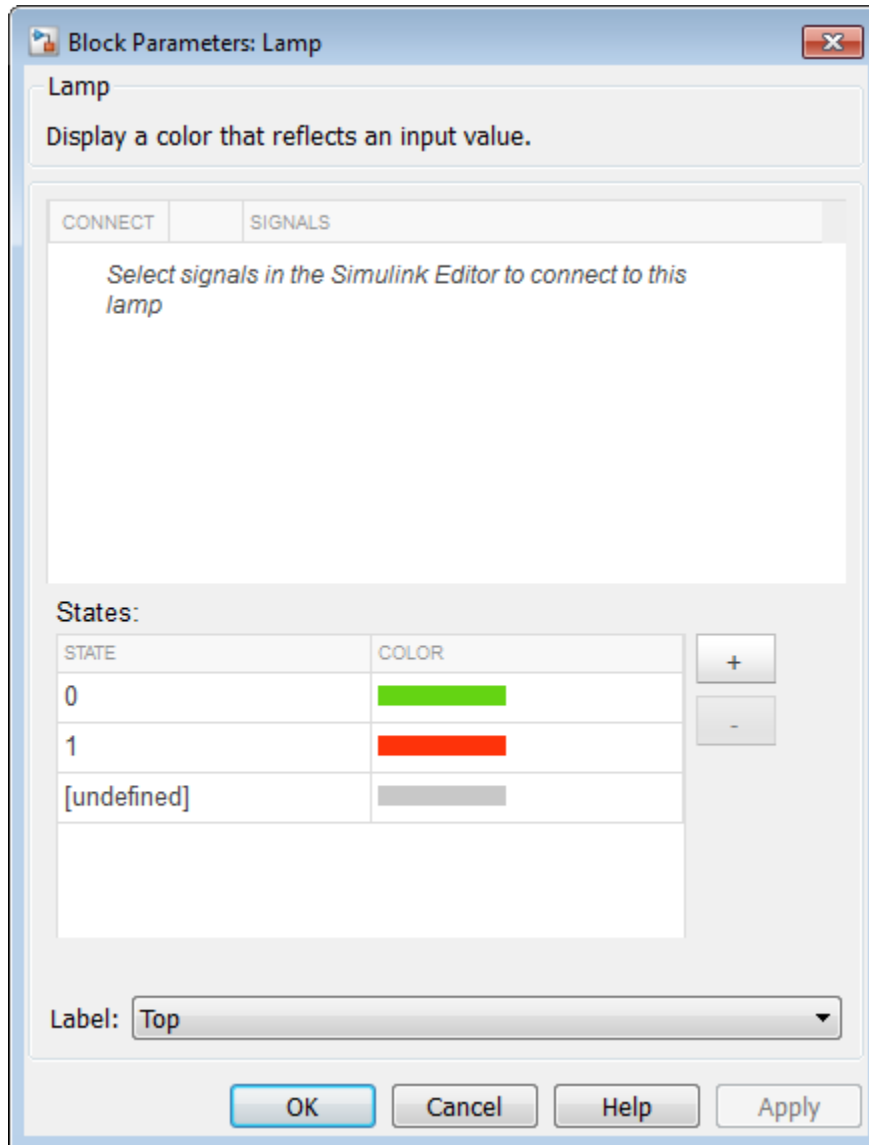 Block Parameters: Lamp
Lamp
Display a color that reflects an input value.
CONNECT SIGNALS
Select signals in the Simulink Editor to connect to this
lamp
States:
STATE COLOR
+
0
-
1
[undefined]
Label: Top
OK Cancel Help Apply